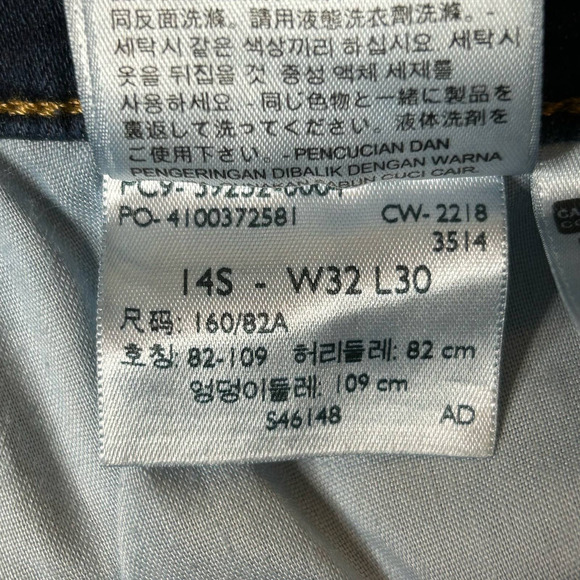 同反面洗滌。請用液態洗衣劑洗滌。-
세탁시 같은 색상끼리 하십시요. 세탁시
옷을 뒤집을 것. 중성 액체 세제를
사용하세요 - 同じ色物と一緒に製品を
裏返して洗ってください。液体洗剤を
ご使用下さい。- PENCUCIAN DAN
PENGERINGAN DIBALIK DENGAN WARNA
CUCI CAIR.
PO- 4100372581 CW- 2218
3514
14S - W32 L30
尺码: 160/82A
호칭: 82-109 허리둘레: 82 cm
엉덩이둘레: 109 cm
S46148 AD